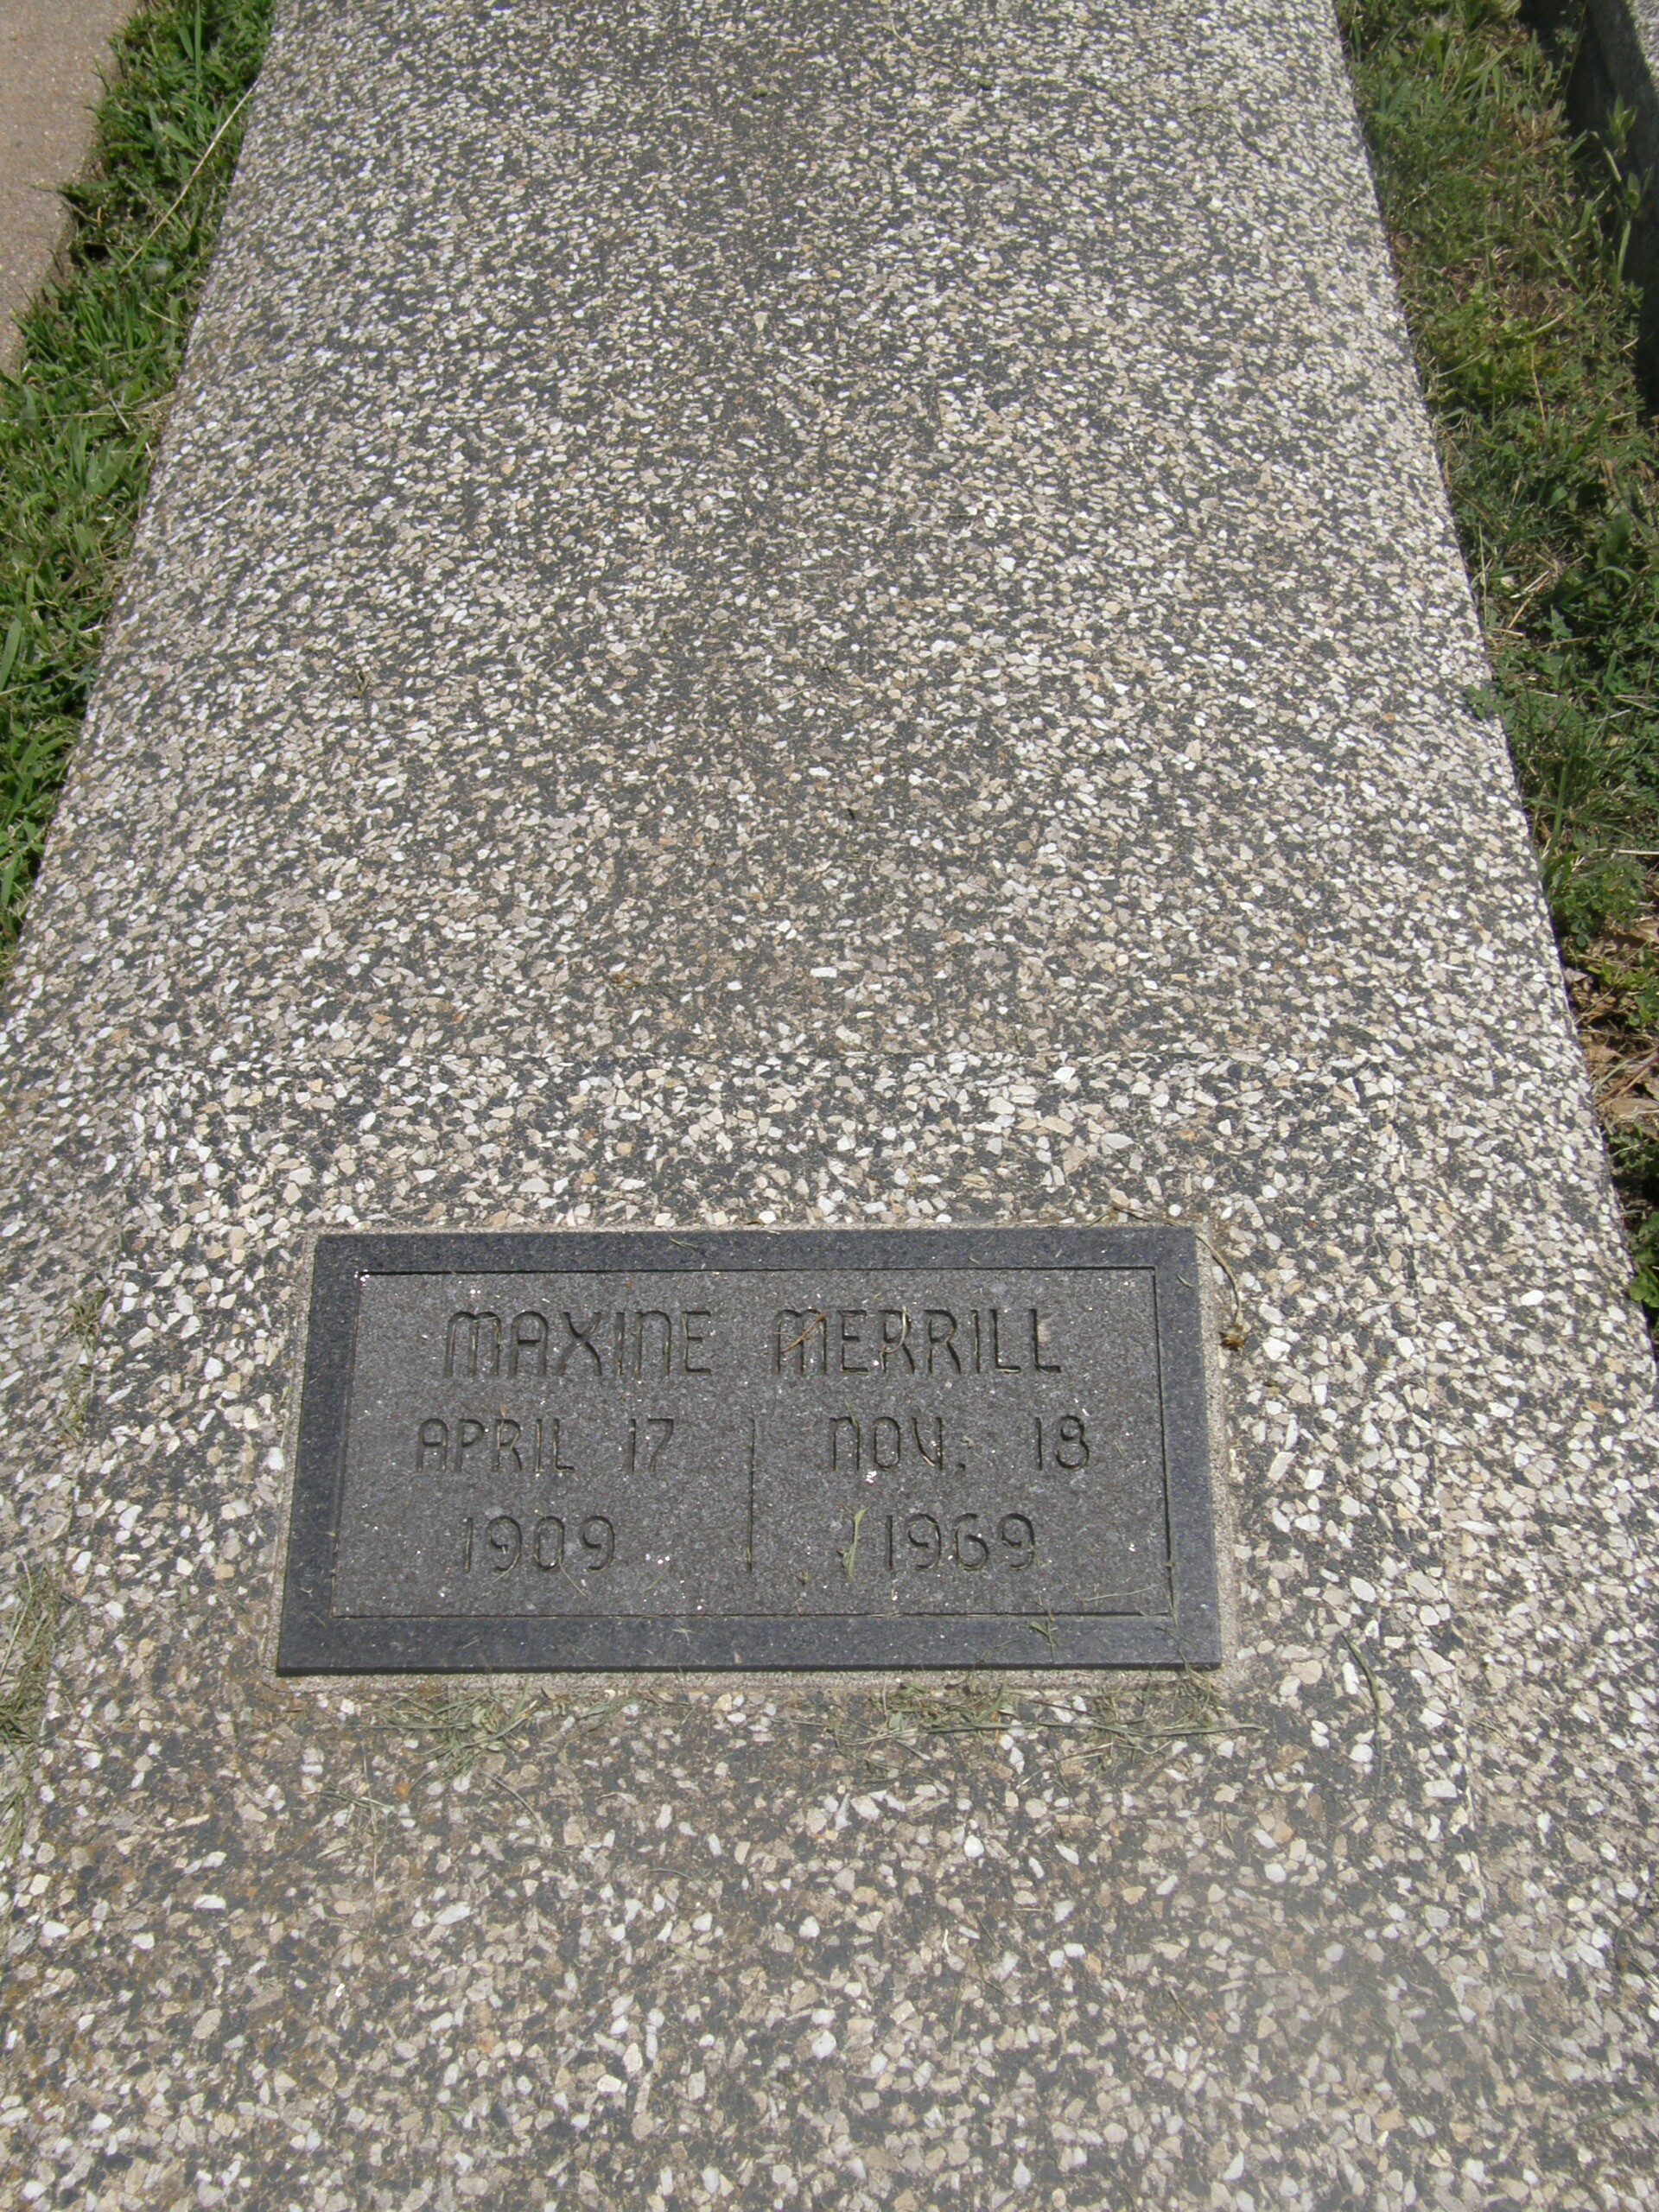 MAXINE MERRILL
APRIL 17 | NOV. 18
1909 | 1969